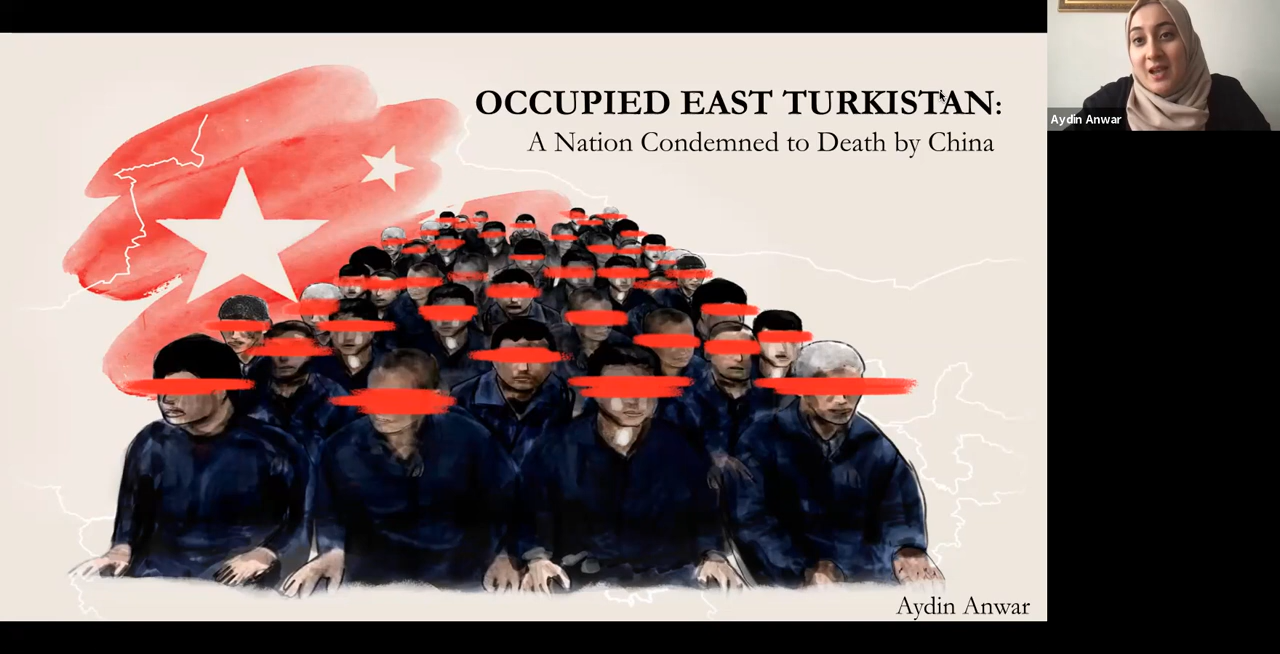 OCCUPIED EAST TURKISTAN:
A Nation Condemned to Death by China
Aydin Anwar
Aydin Anwar